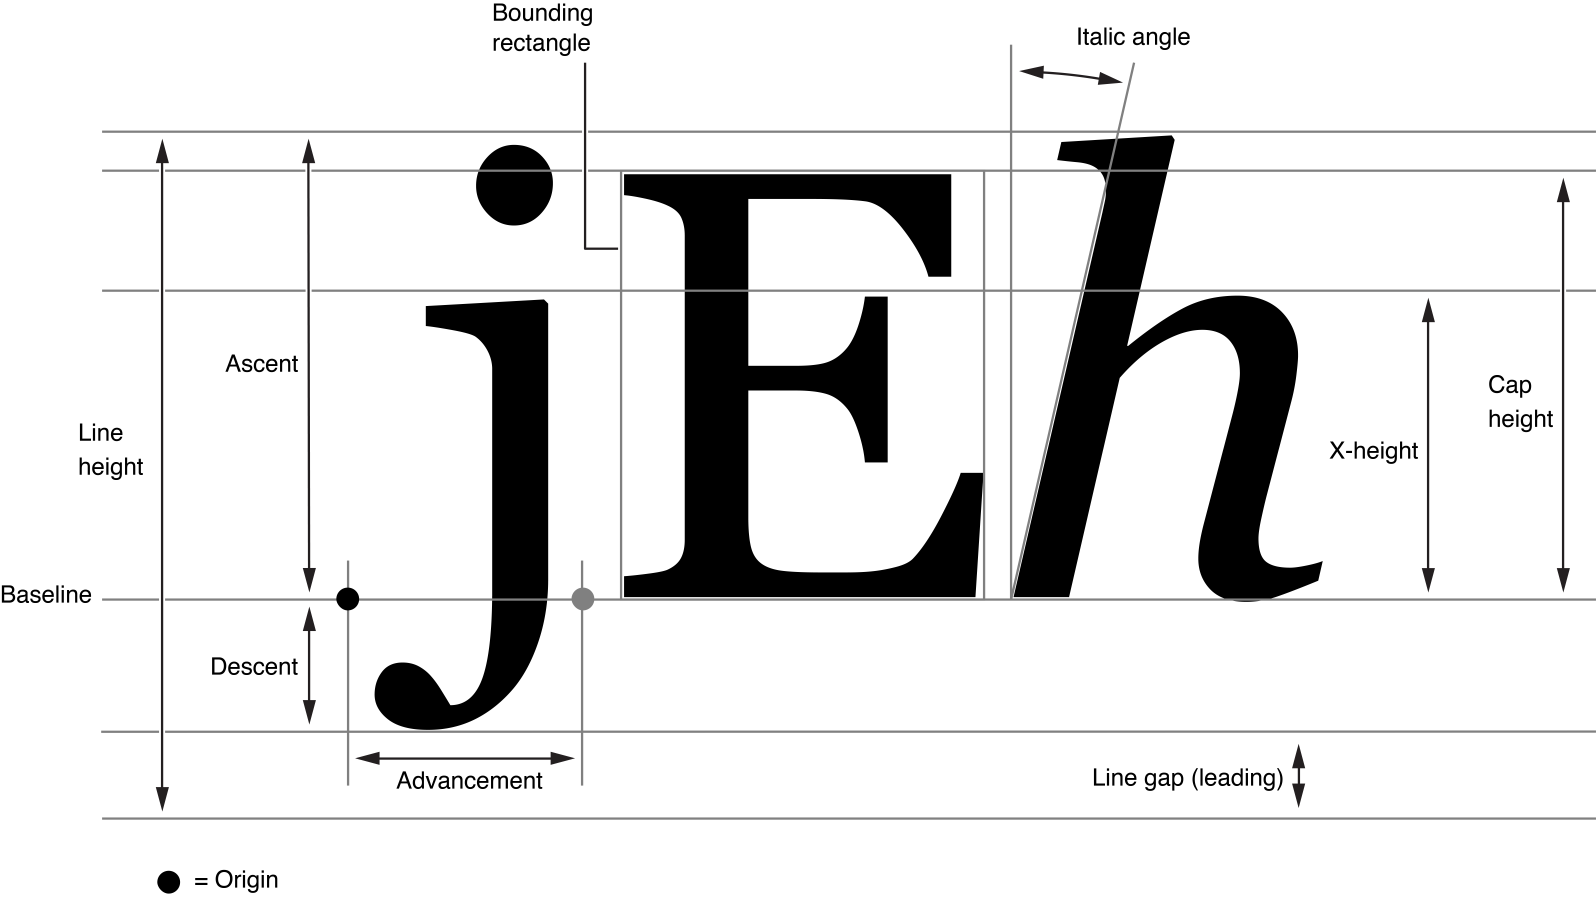 Bounding
rectangle
Italic angle
jEh
Ascent
Cap
height
Line
height
X-height
Baseline
Descent
Advancement
Line gap (leading)
= Origin